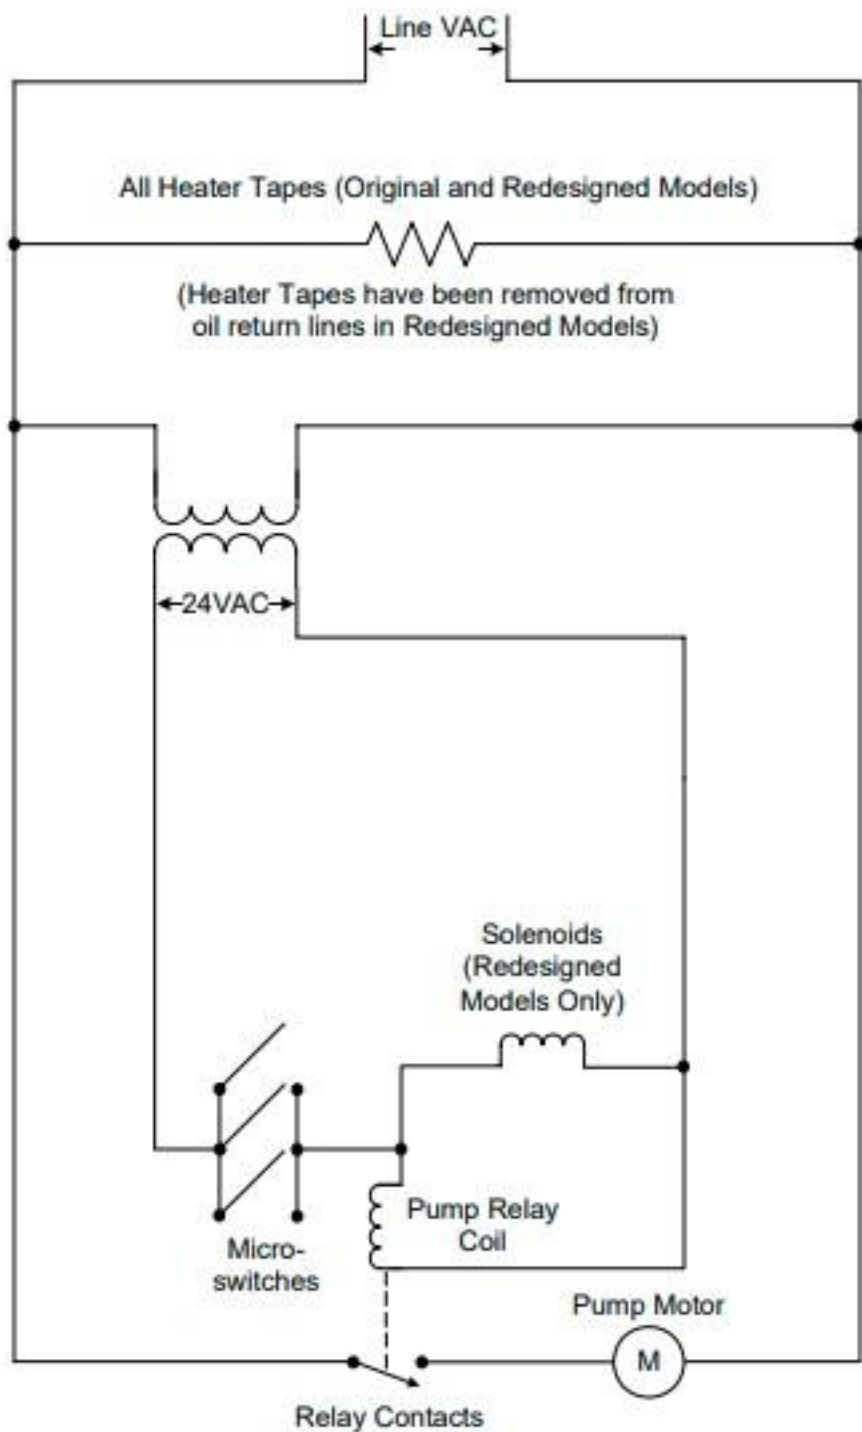 Line VAC
All Heater Tapes (Original and Redesigned Models)
(Heater Tapes have been removed from
oil return lines in Redesigned Models)
24VAC
Solenoids
(Redesigned
Models Only)
Pump Relay
Coil
Micro-
switches
Pump Motor
M
Relay Contacts